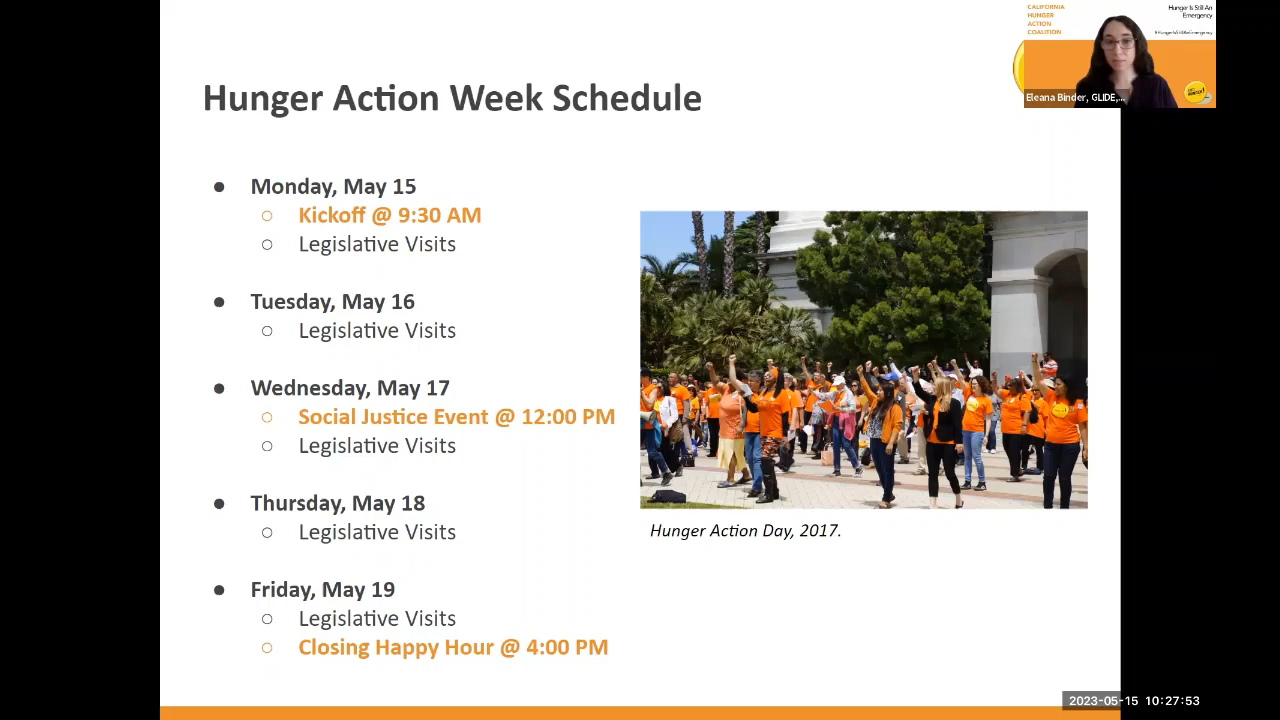 CALIFORNIA
HUNGER
ACTION
COALITION
Hunger Is Still An
Emergency
#HungerIsStillAnEmergency
Eleana Binder, GLIDE,...
Hunger Action Week Schedule
● Monday, May 15
○ Kickoff @ 9:30 AM
○ Legislative Visits
● Tuesday, May 16
○ Legislative Visits
● Wednesday, May 17
○ Social Justice Event @ 12:00 PM
○ Legislative Visits
● Thursday, May 18
○ Legislative Visits
● Friday, May 19
○ Legislative Visits
○ Closing Happy Hour @ 4:00 PM
Hunger Action Day, 2017.
2023-05-15 10:27:53